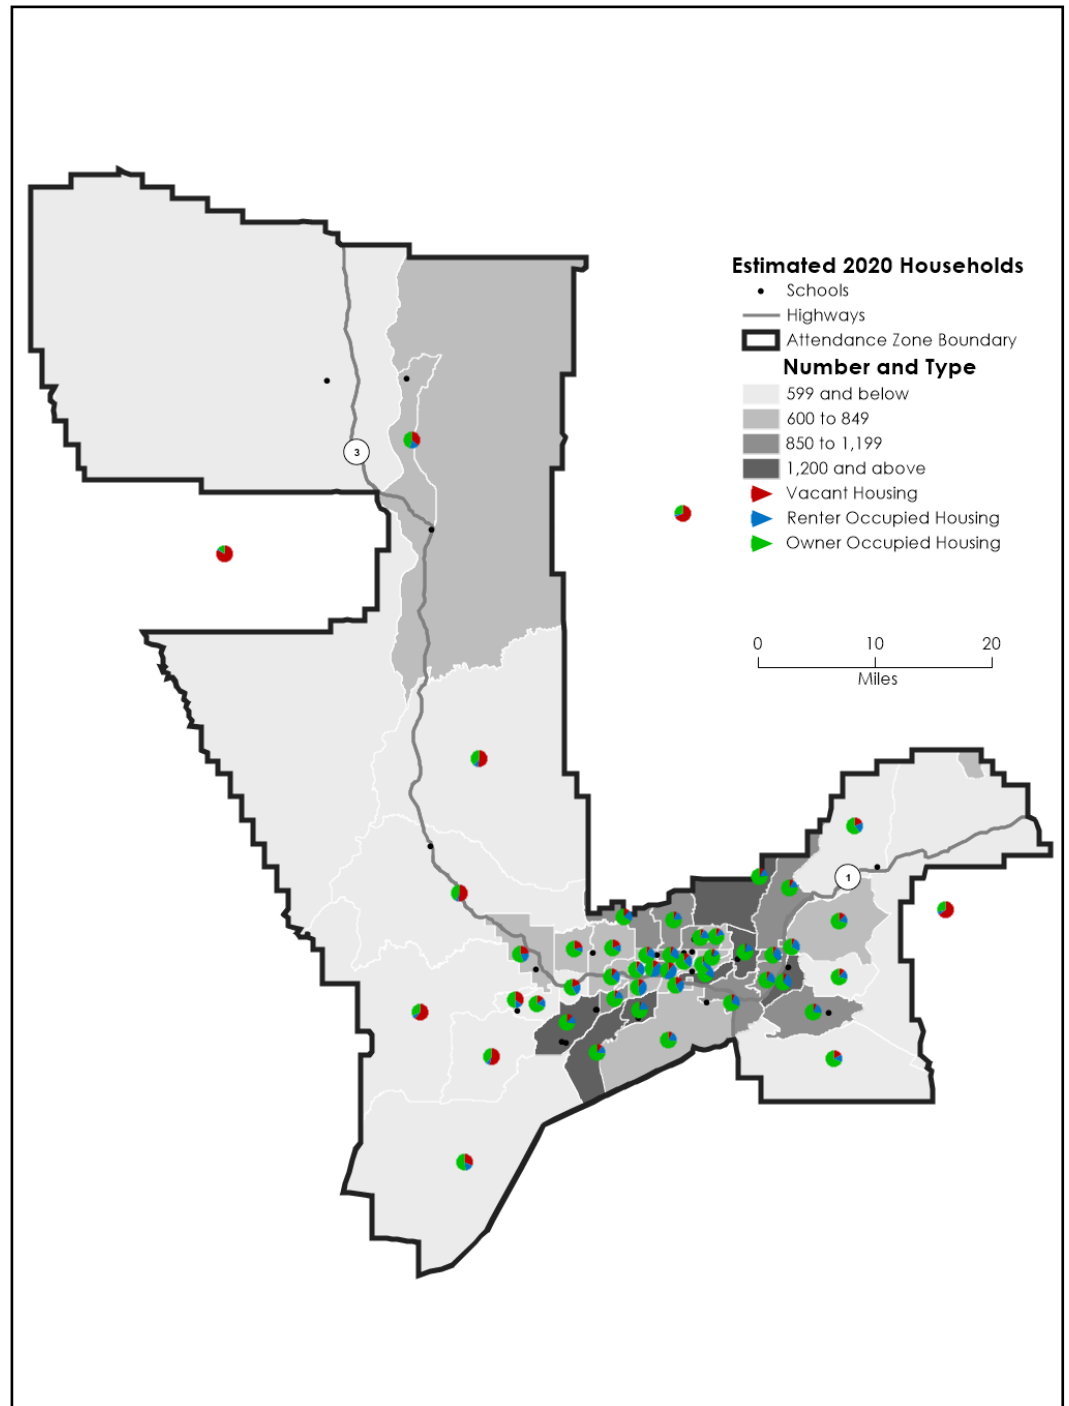 Estimated 2020 Households
Schools
Highways
Attendance Zone Boundary
Number and Type
599 and below
600 to 849
850 to 1,199
1,200 and above
Vacant Housing
Renter Occupied Housing
Owner Occupied Housing
0 10 20
Miles
3
1